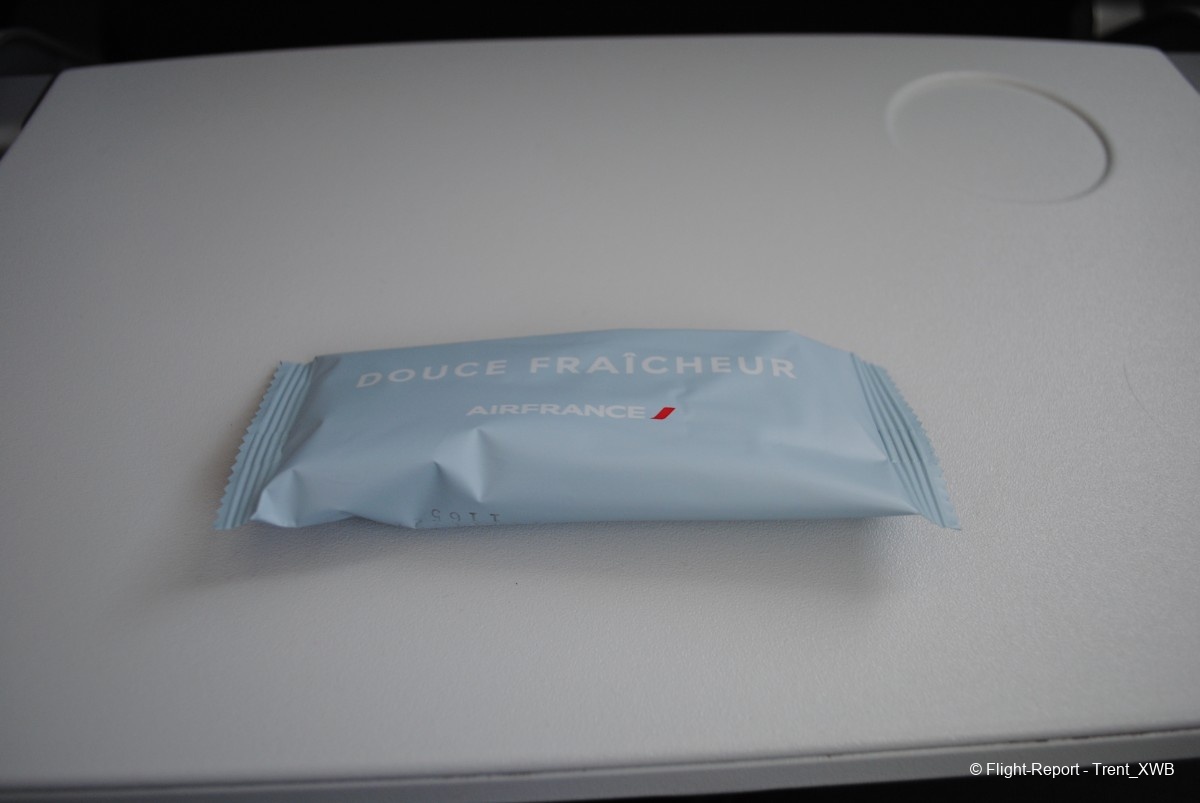 DOUCE FRAÎCHEUR
AIRFRANCE
© Flight-Report - Trent_XWB